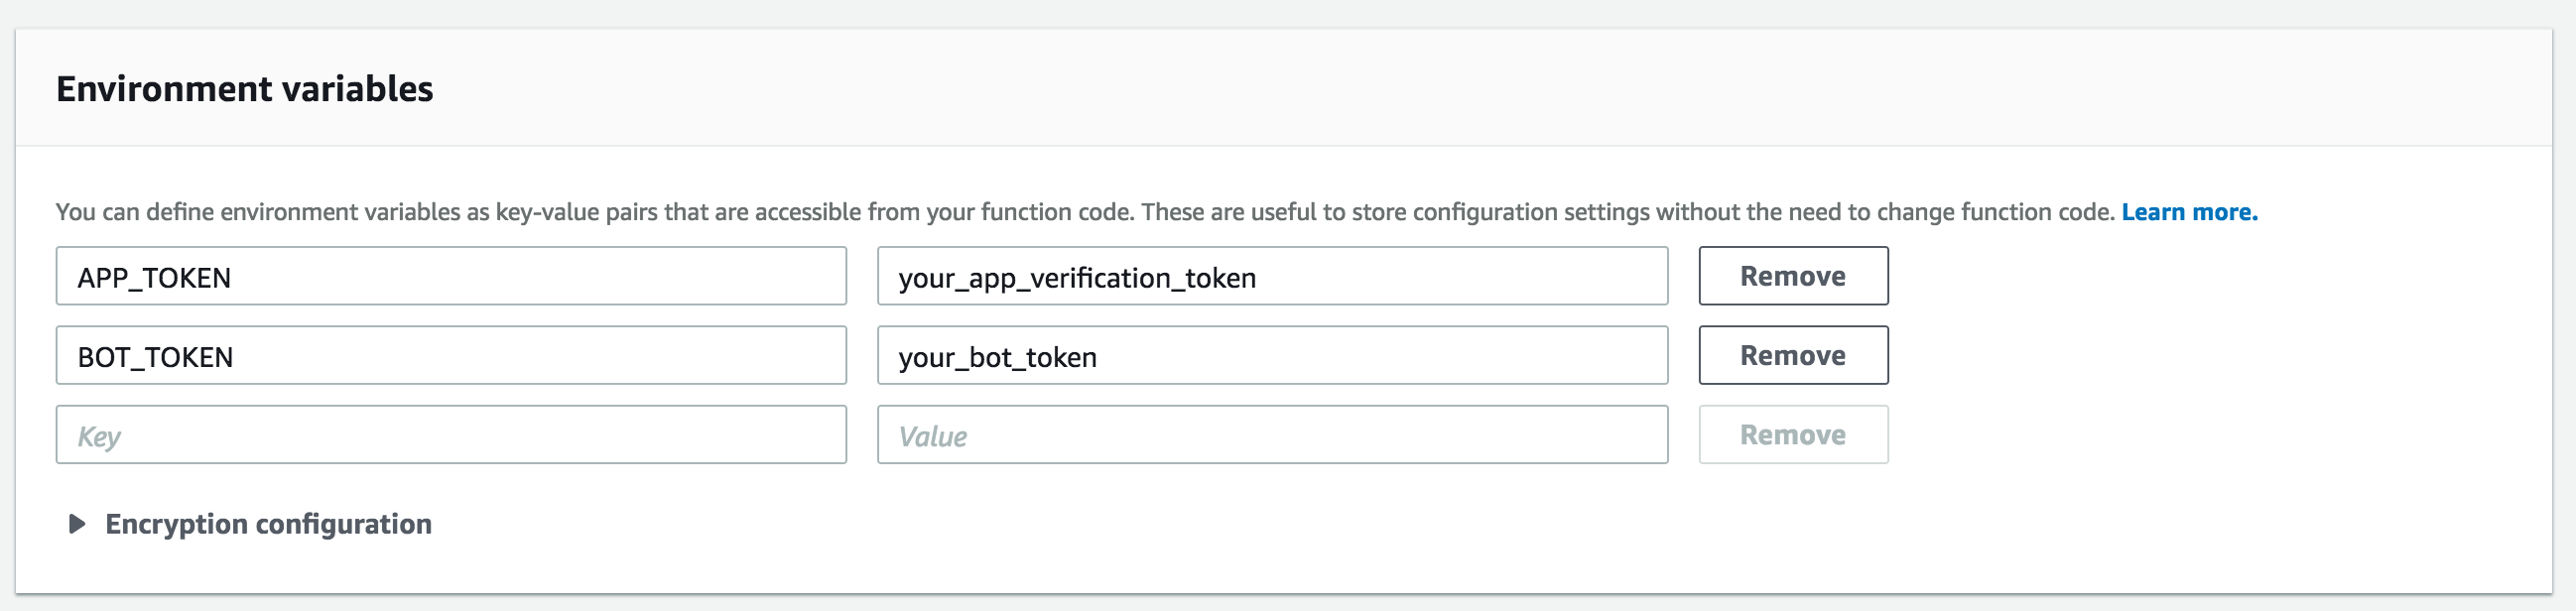 Environment variables
You can define environment variables as key-value pairs that are accessible from your function code. These are useful to store configuration settings without the need to change function code. Learn more.
APP_TOKEN your_app_verification_token Remove
BOT_TOKEN your_bot_token Remove
Key Value Remove
Encryption configuration